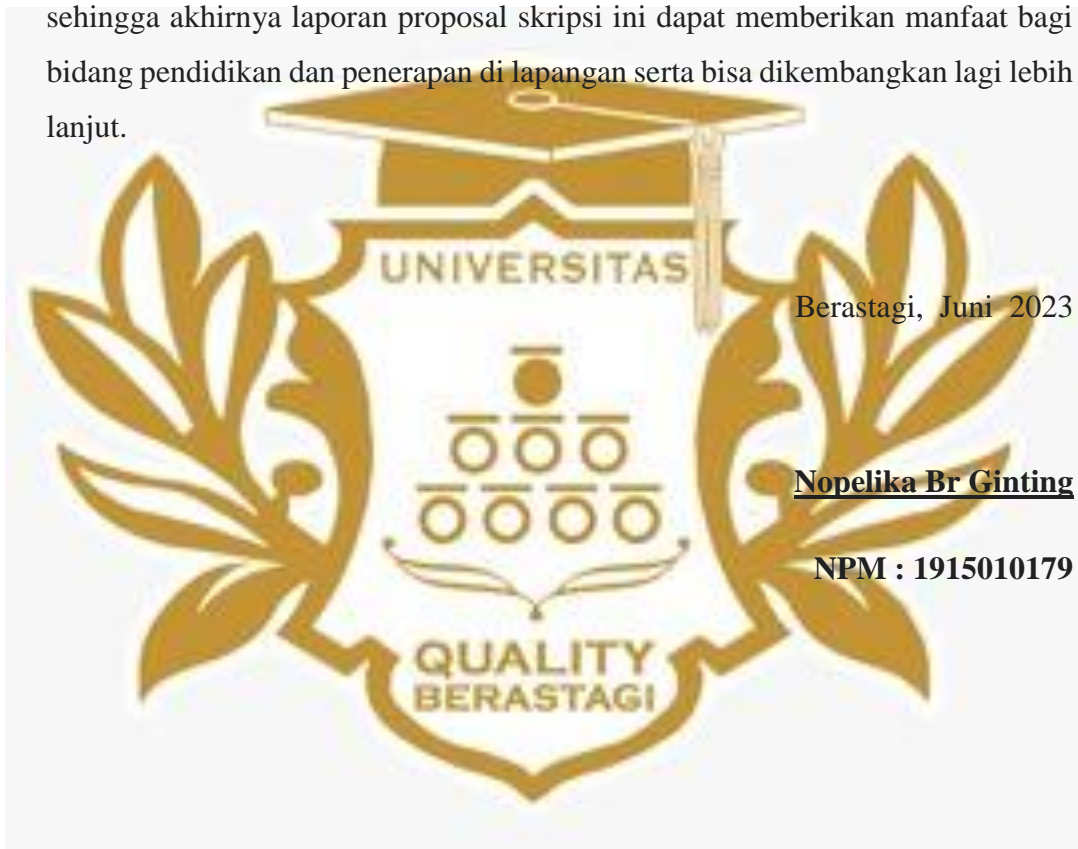 sehingga akhirnya laporan proposal skripsi ini dapat memberikan manfaat bagi
bidang pendidikan dan penerapan di lapangan serta bisa dikembangkan lagi lebih
lanjut.
UNIVERSITAS
Berastagi, Juni 2023
Nopelika Br Ginting
NPM : 1915010179
QUALITY
BERASTAGI